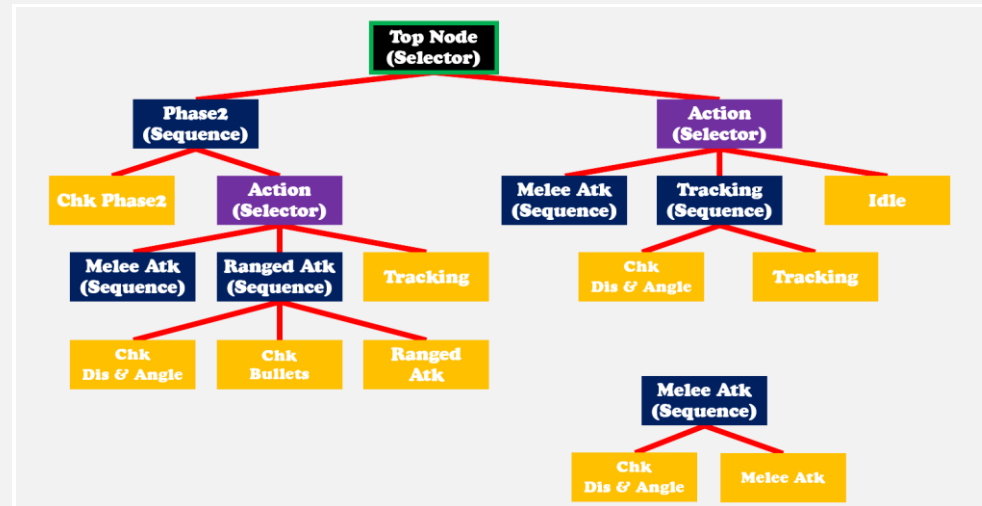 Top Node
(Selector)
Phase2
(Sequence)
Action
(Selector)
Chk Phase2
Action
(Selector)
Melee Atk
(Sequence)
Tracking
(Sequence)
Idle
Melee Atk
(Sequence)
Ranged Atk
(Sequence)
Tracking
Chk
Dis & Angle
Tracking
Chk
Dis & Angle
Chk
Bullets
Ranged
Atk
Melee Atk
(Sequence)
Chk
Dis & Angle
Melee Atk